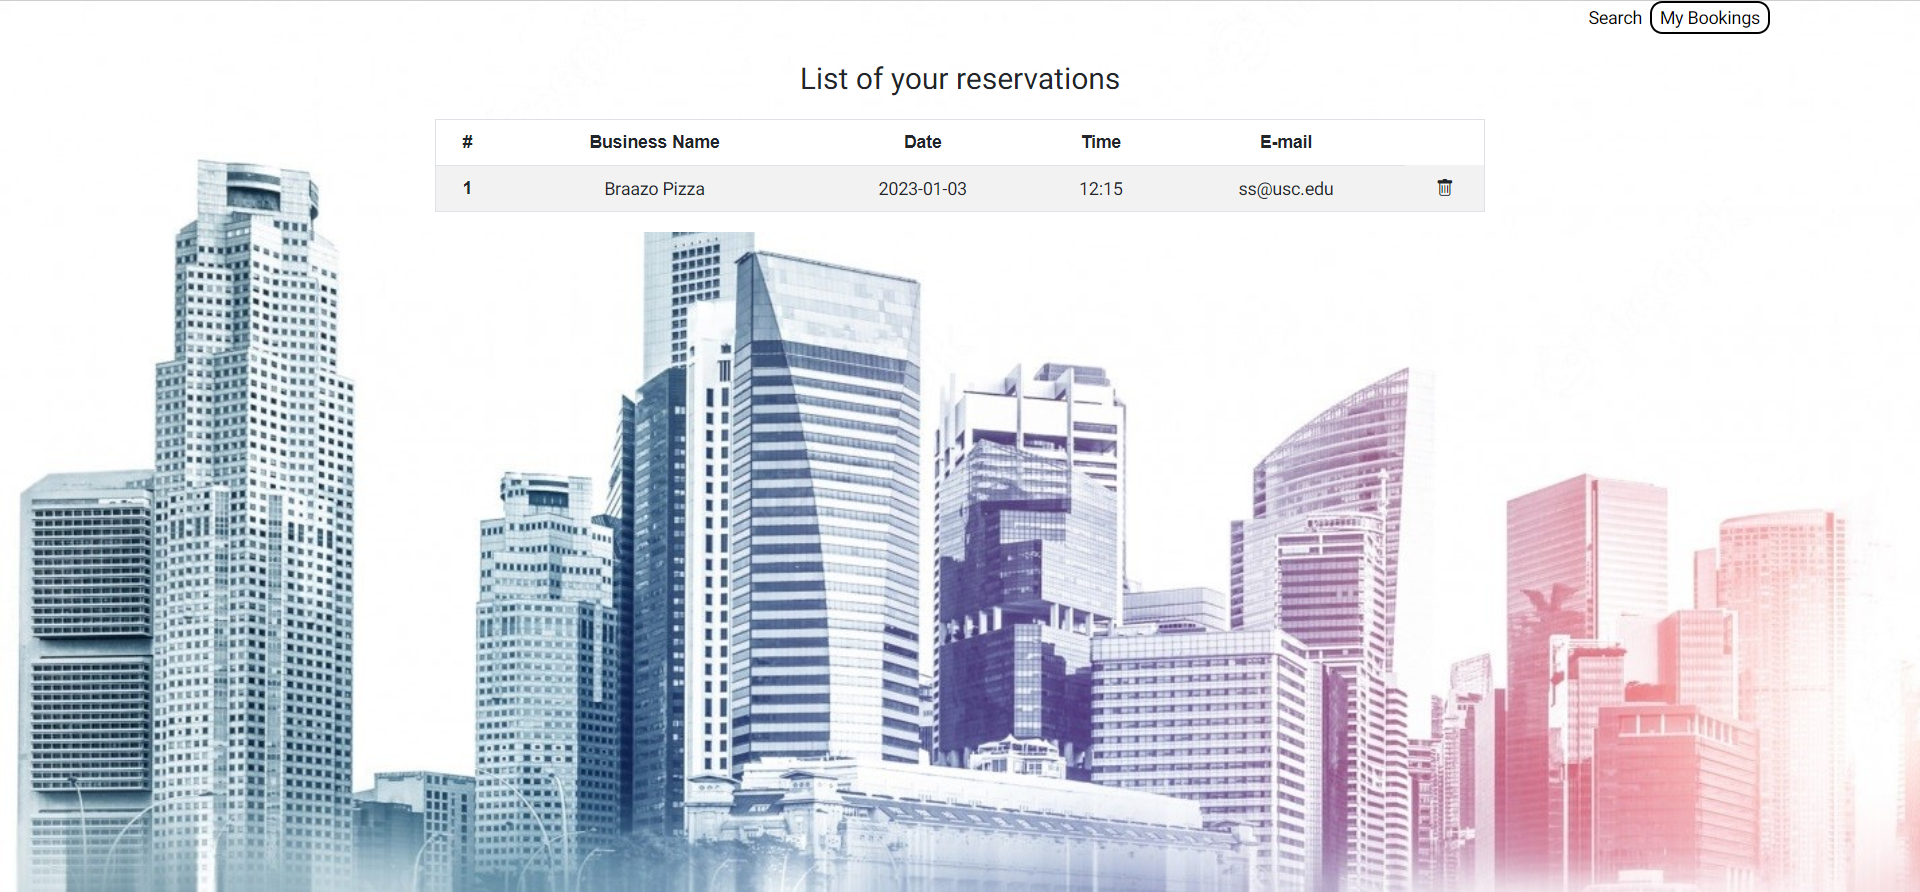 Search My Bookings
List of your reservations
# Business Name Date Time E-mail
1 Braazo Pizza 2023-01-03 12:15 ss@usc.edu